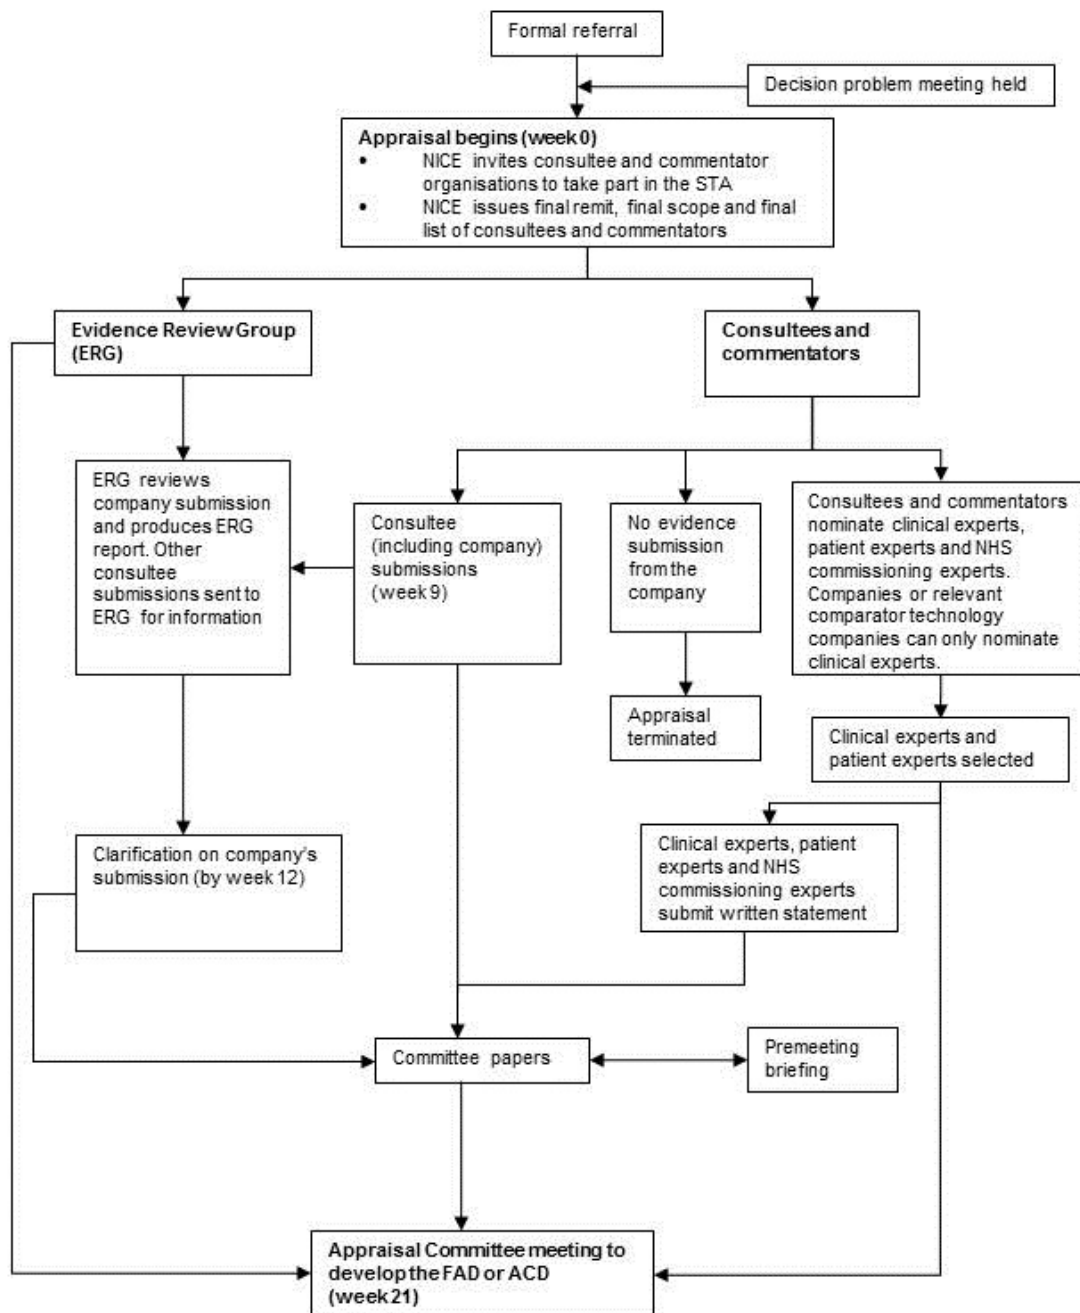 Formal referral
Decision problem meeting held
Appraisal begins (week 0)
• NICE invites consultee and commentator
organisations to take part in the STA
• NICE issues final remit, final scope and final
list of consultees and commentators
Evidence Review Group
(ERG)
Consultees and
commentators
ERG reviews
company submission
and produces ERG
report. Other
consultee
submissions sent to
ERG for information
Consultee
(including company)
submissions
(week 9)
No evidence
submission
from the
company
Consultees and commentators
nominate clinical experts,
patient experts and NHS
commissioning experts.
Companies or relevant
comparator technology
companies can only nominate
clinical experts.
Appraisal
terminated
Clinical experts and
patient experts selected
Clarification on company's
submission (by week 12)
Clinical experts, patient
experts and NHS
commissioning experts
submit written statement
Committee papers
Premeeting
briefing
Appraisal Committee meeting to
develop the FAD or ACD
(week 21)